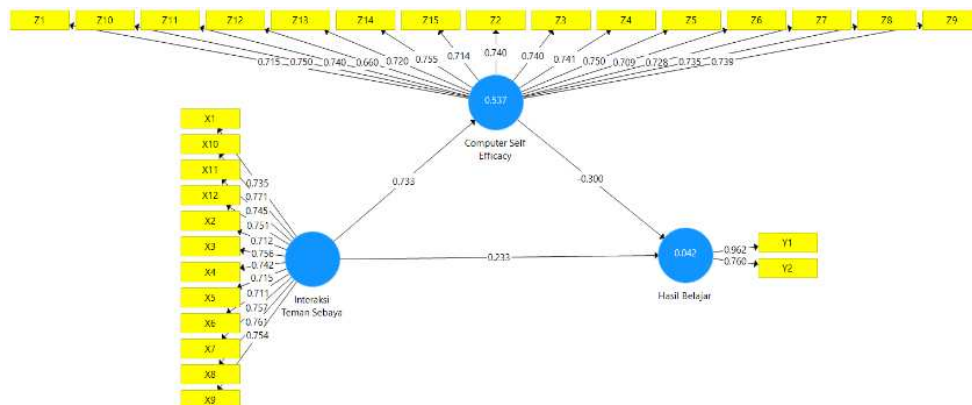 Z1 Z10 Z11 Z12 Z13 Z14 Z15 Z2 Z3 Z4 Z5 Z6 Z7 Z8 Z9
0.715 0.750 0.740 0.660 0.720 0.755 0.714 0.740 0.740 0.741 0.750 0.709 0.728 0.735 0.739
0.537
Computer Self
Efficacy
X1
X10
X11
X12
X2
X3
X4
X5
X6
X7
X8
X9
0.735
0.771
0.745
0.751
0.712
0.756
0.742
0.715
0.711
0.757
0.761
0.754
Interaksi
Teman Sebaya
0.733
-0.300
0.233
0.042
Hasil Belajar
0.962
0.760
Y1
Y2